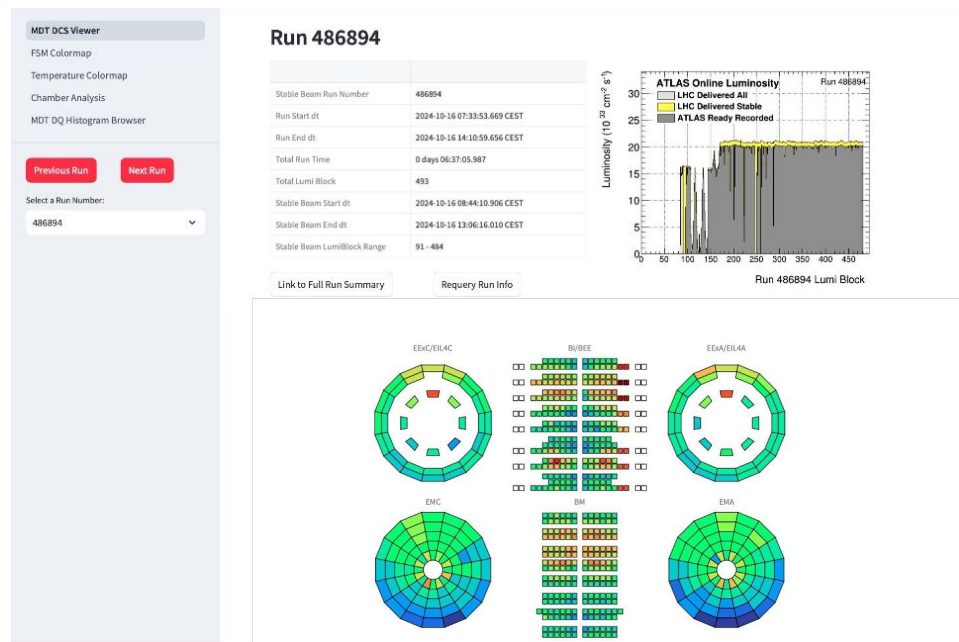 MDT DCS Viewer
FSM Colormap
Temperature Colormap
Chamber Analysis
MDT DQ Histogram Browser
Previous Run
Next Run
Select a Run Number:
486894
Run 486894
Stable Beam Run Number 486894
Run Start dt 2024-10-16 07:33:53.669 CEST
Run End dt 2024-10-16 14:10:59.656 CEST
Total Run Time 0 days 06:37:05.987
Total Lumi Block 493
Stable Beam Start dt 2024-10-16 08:44:10.906 CEST
Stable Beam End dt 2024-10-16 13:06:16.010 CEST
Stable Beam LumiBlock Range 91 - 484
Link to Full Run Summary
Requery Run Info
Luminosity (10 33 cm-2 s-1)
ATLAS Online Luminosity Run 486894
LHC Delivered All
LHC Delivered Stable
ATLAS Ready Recorded
30
25
20
15
10
5
0
0 50 100 150 200 250 300 350 400 450
Run 486894 Lumi Block
EExC/EIL4C
BI/BEE
EExA/EIL4A
EMC
BM
EMA